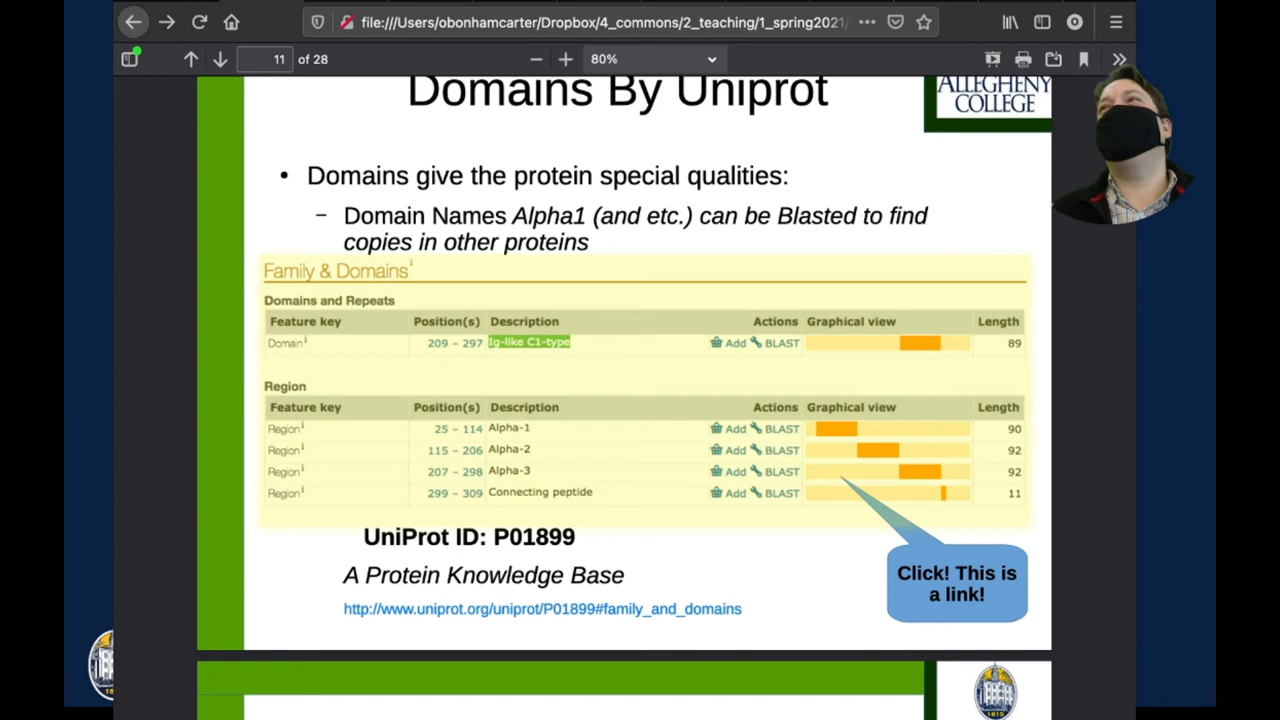 file:///Users/obonhamcarter/Dropbox/4_commons/2_teaching/1_spring2021/
11 of 28
80%
Domains By Uniprot
ALLEGHENY
COLLEGE
• Domains give the protein special qualities:
– Domain Names Alpha1 (and etc.) can be Blasted to find
copies in other proteins
Family & Domains i
Domains and Repeats
Feature key Position(s) Description Actions Graphical view Length
Domain i 209 – 297 Ig-like C1-type Add BLAST 89
Region
Feature key Position(s) Description Actions Graphical view Length
Region i 25 – 114 Alpha-1 Add BLAST 90
Region i 115 – 206 Alpha-2 Add BLAST 92
Region i 207 – 298 Alpha-3 Add BLAST 92
Region i 299 – 309 Connecting peptide Add BLAST 11
UniProt ID: P01899
Click! This is
a link!
A Protein Knowledge Base
http://www.uniprot.org/uniprot/P01899#family_and_domains
1815